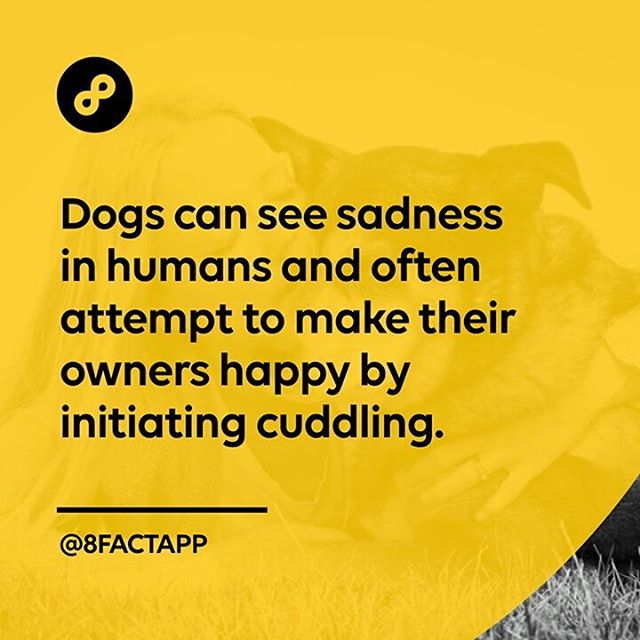 Dogs can see sadness
in humans and often
attempt to make their
owners happy by
initiating cuddling.
@8FACTAPP